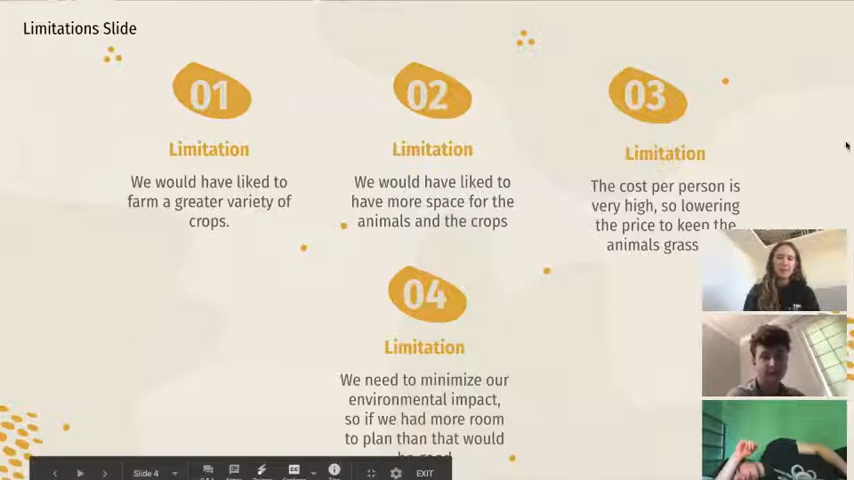 Limitations Slide
01
Limitation
We would have liked to
farm a greater variety of
crops.
02
Limitation
We would have liked to
have more space for the
animals and the crops
03
Limitation
The cost per person is
very high, so lowering
the price to keep the
animals grass
04
Limitation
We need to minimize our
environmental impact,
so if we had more room
to plan than that would
be good
Slide 4
EXIT